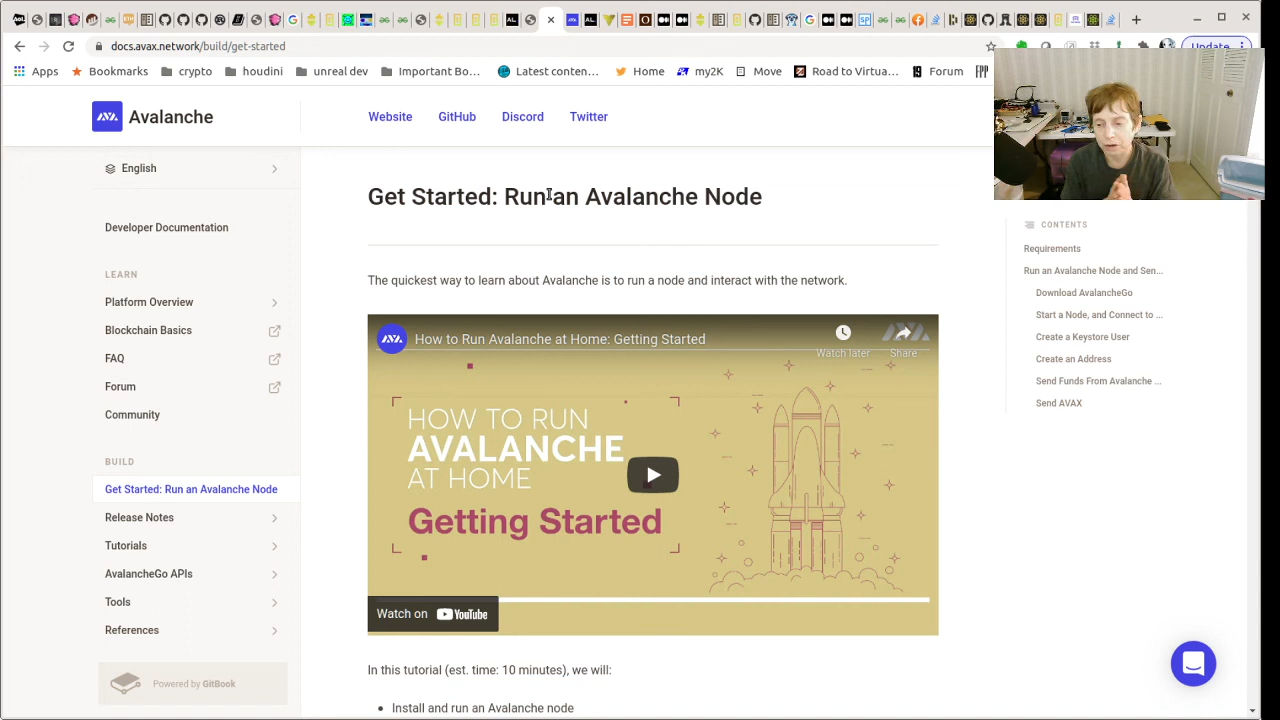 docs.avax.network/build/get-started
Update
Apps
Bookmarks
crypto
houdini
unreal dev
Important Bo...
Latest conten...
Home
my2K
Move
Road to Virtua...
Forum
Avalanche
Website
GitHub
Discord
Twitter
English
Developer Documentation
LEARN
Platform Overview
Blockchain Basics
FAQ
Forum
Community
BUILD
Get Started: Run an Avalanche Node
Release Notes
Tutorials
AvalancheGo APIs
Tools
References
Powered by GitBook
Get Started: Run an Avalanche Node
The quickest way to learn about Avalanche is to run a node and interact with the network.
How to Run Avalanche at Home: Getting Started
Watch later
Share
HOW TO RUN
AVALANCHE
AT HOME
Getting Started
Watch on YouTube
In this tutorial (est. time: 10 minutes), we will:
Install and run an Avalanche node
CONTENTS
Requirements
Run an Avalanche Node and Sen...
Download AvalancheGo
Start a Node, and Connect to ...
Create a Keystore User
Create an Address
Send Funds From Avalanche ...
Send AVAX